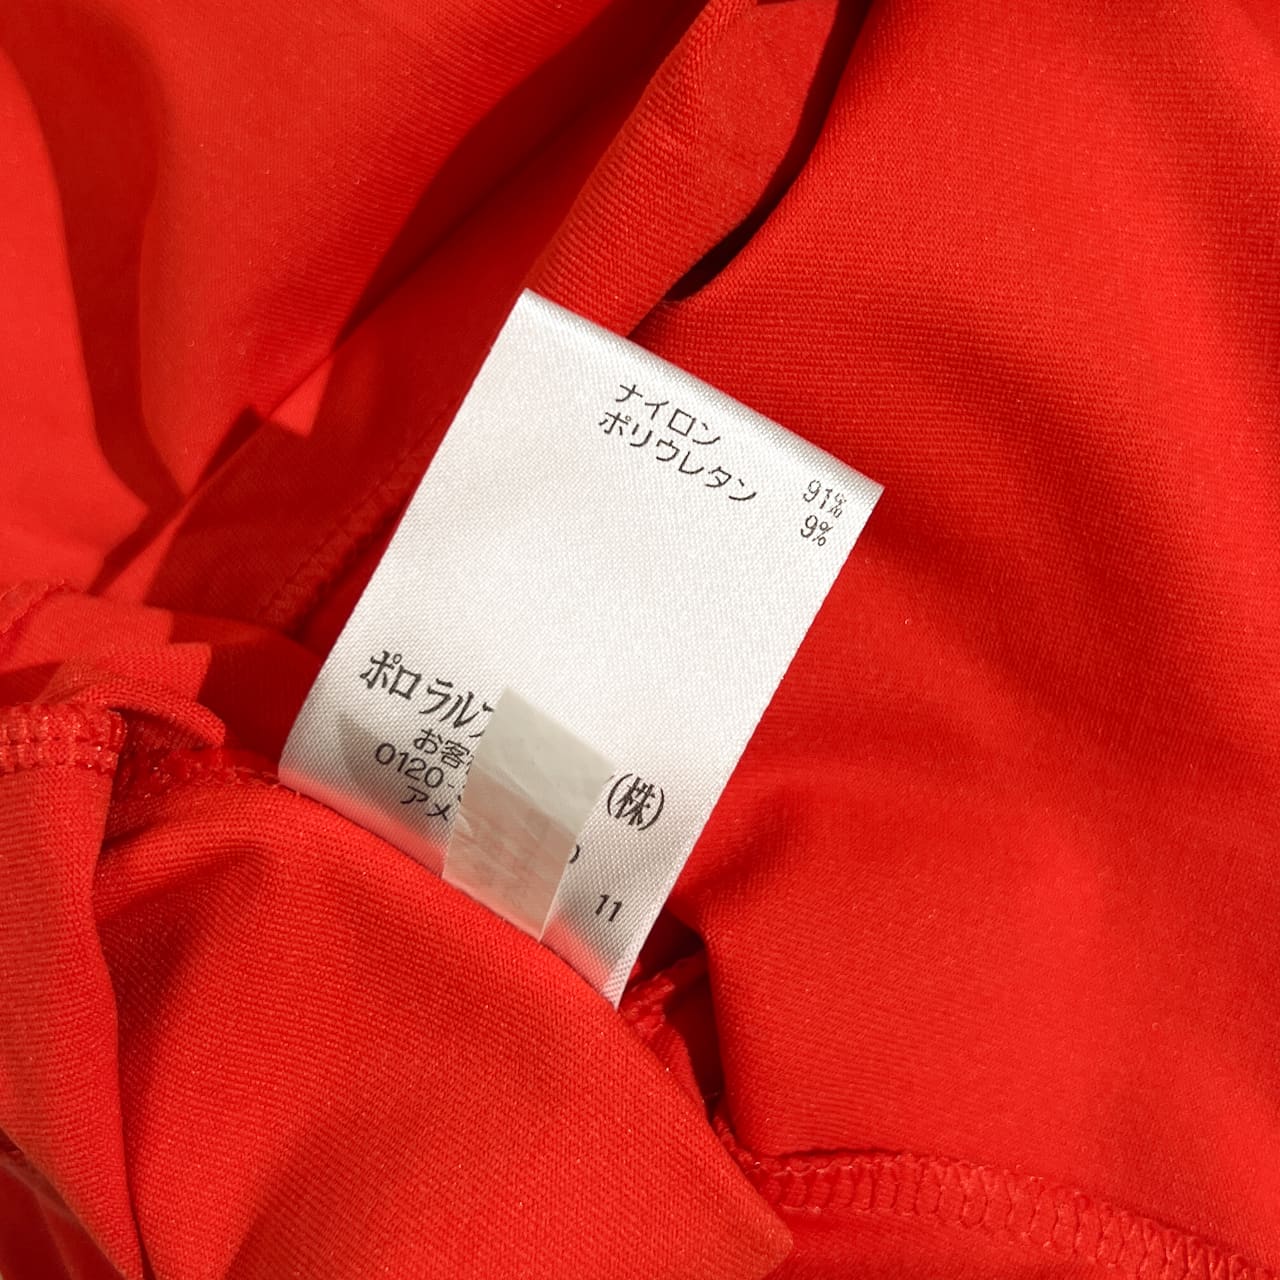 ナイロン 91%
ポリウレタン 9%
ポロ ラルフ (株)
お客
0120-
アメ
11